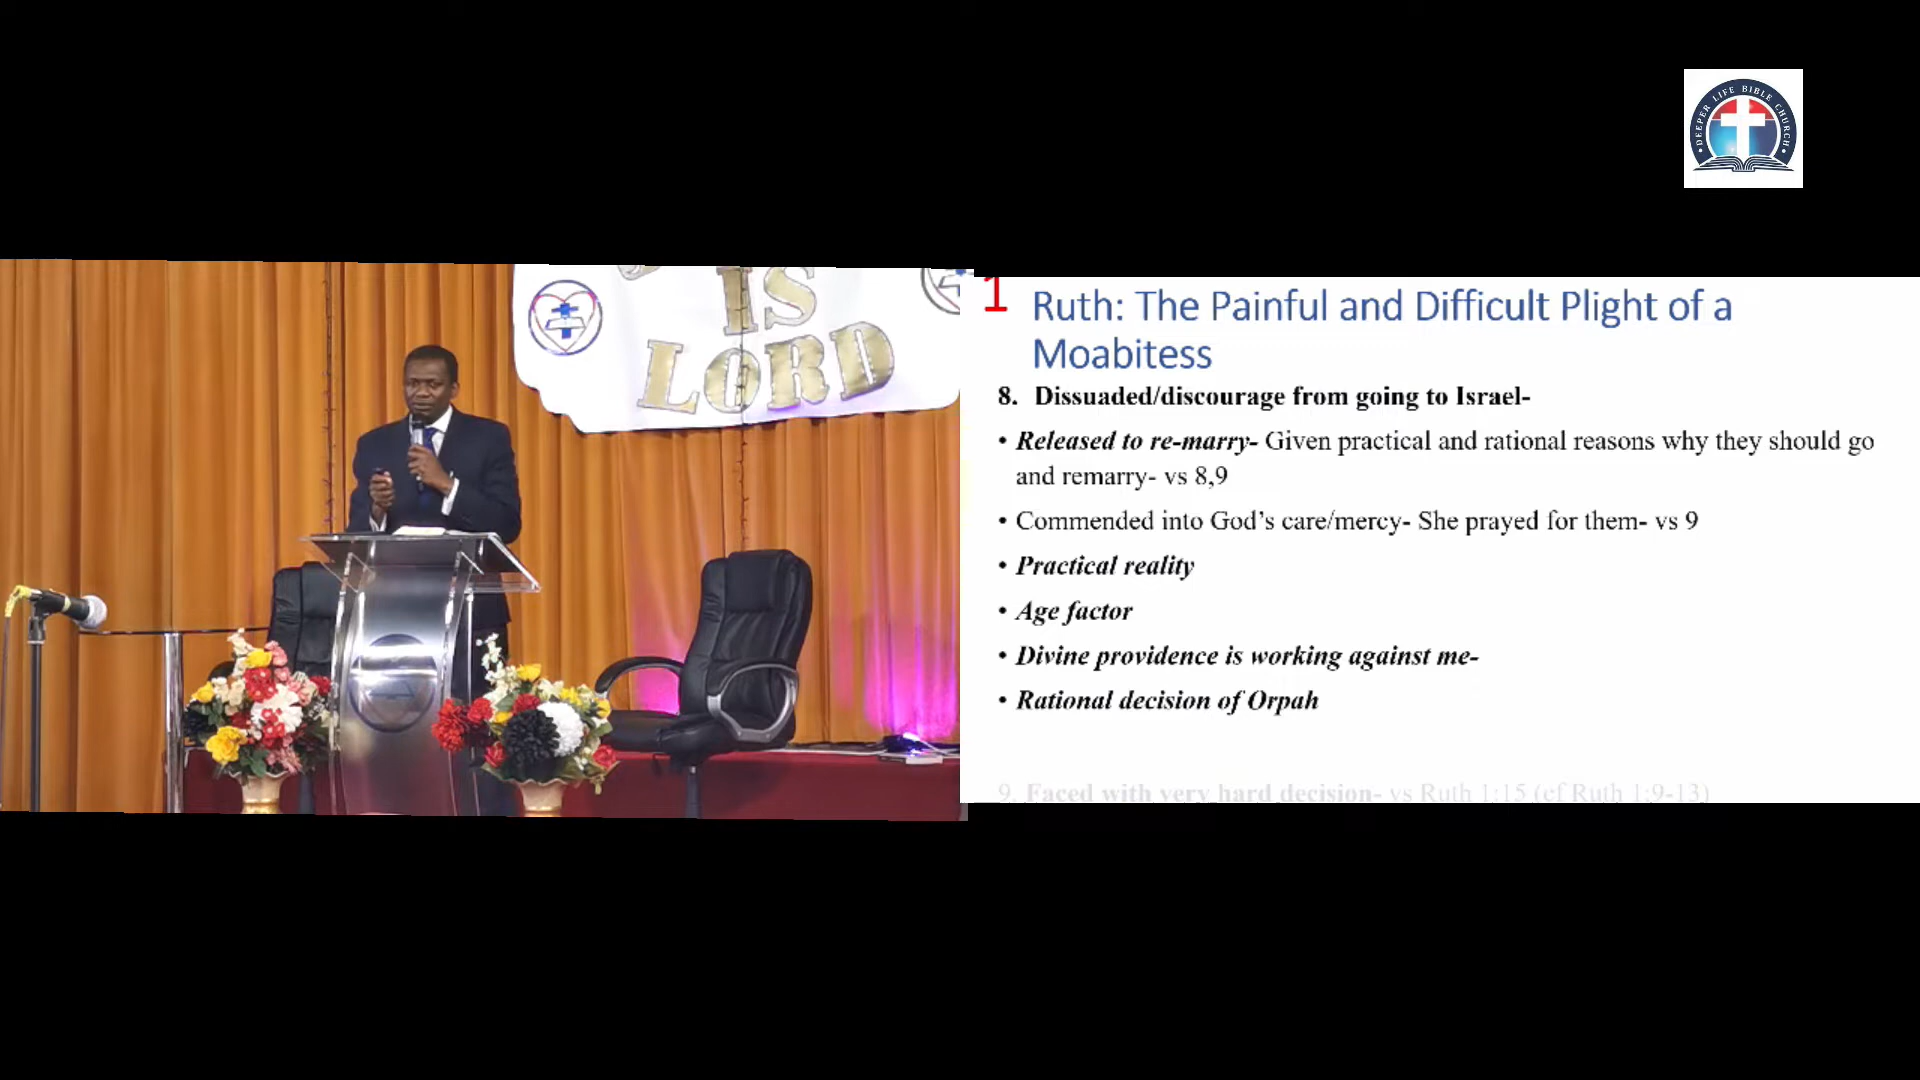 DEEPER LIFE BIBLE CHURCH
IS
LORD
1
Ruth: The Painful and Difficult Plight of a
Moabitess
8. Dissuaded/discourage from going to Israel-
• Released to re-marry- Given practical and rational reasons why they should go
and remarry- vs 8,9
• Commended into God’s care/mercy- She prayed for them- vs 9
• Practical reality
• Age factor
• Divine providence is working against me-
• Rational decision of Orpah
9. Faced with very hard decision- vs Ruth 1:15 (cf Ruth 1:9-13)